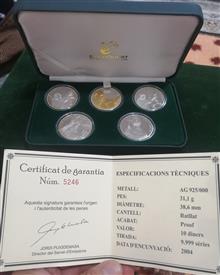 Certificat de garantia
Núm. 5246
Aquesta signatura garanteix l'origen
i l'autenticitat de les peces
JORDI PUIGDEMASA
Director del Servei d'Emissions
ESPECIFICACIONS TÈCNIQUES
METALL: AG 925/000
PES: 31,1 g
DIÀMETRE: 38,6 mm
CANTELL: Ratllat
ACABAT: Proof
VALOR: 10 diners
TIRADA: 9.999 sèries
DATA D'ENCUNYACIÓ: 2004